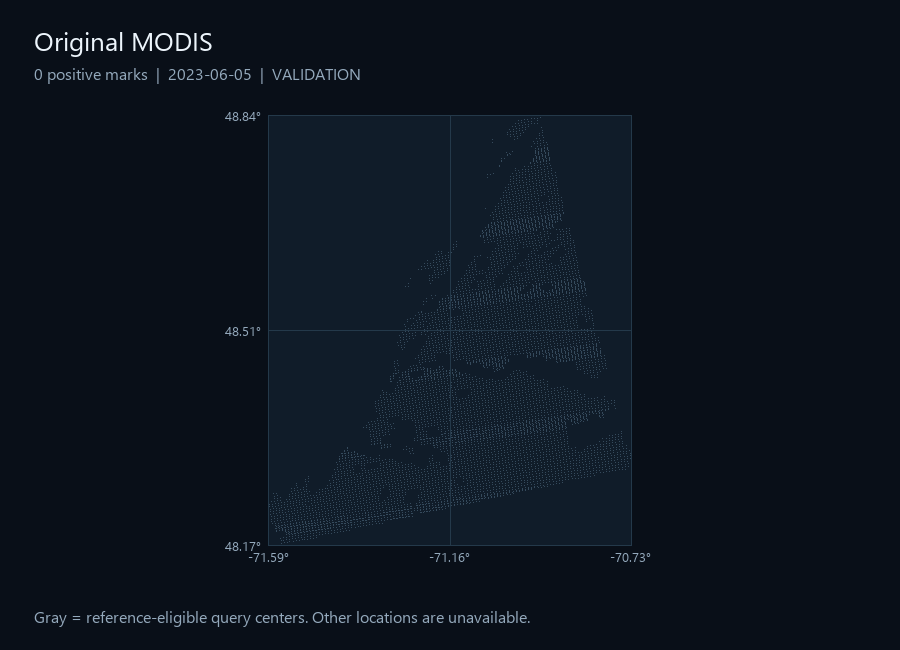 Original MODIS
0 positive marks | 2023-06-05 | VALIDATION
48.84°
48.51°
48.17°
-71.59°
-71.16°
-70.73°
Gray = reference-eligible query centers. Other locations are unavailable.